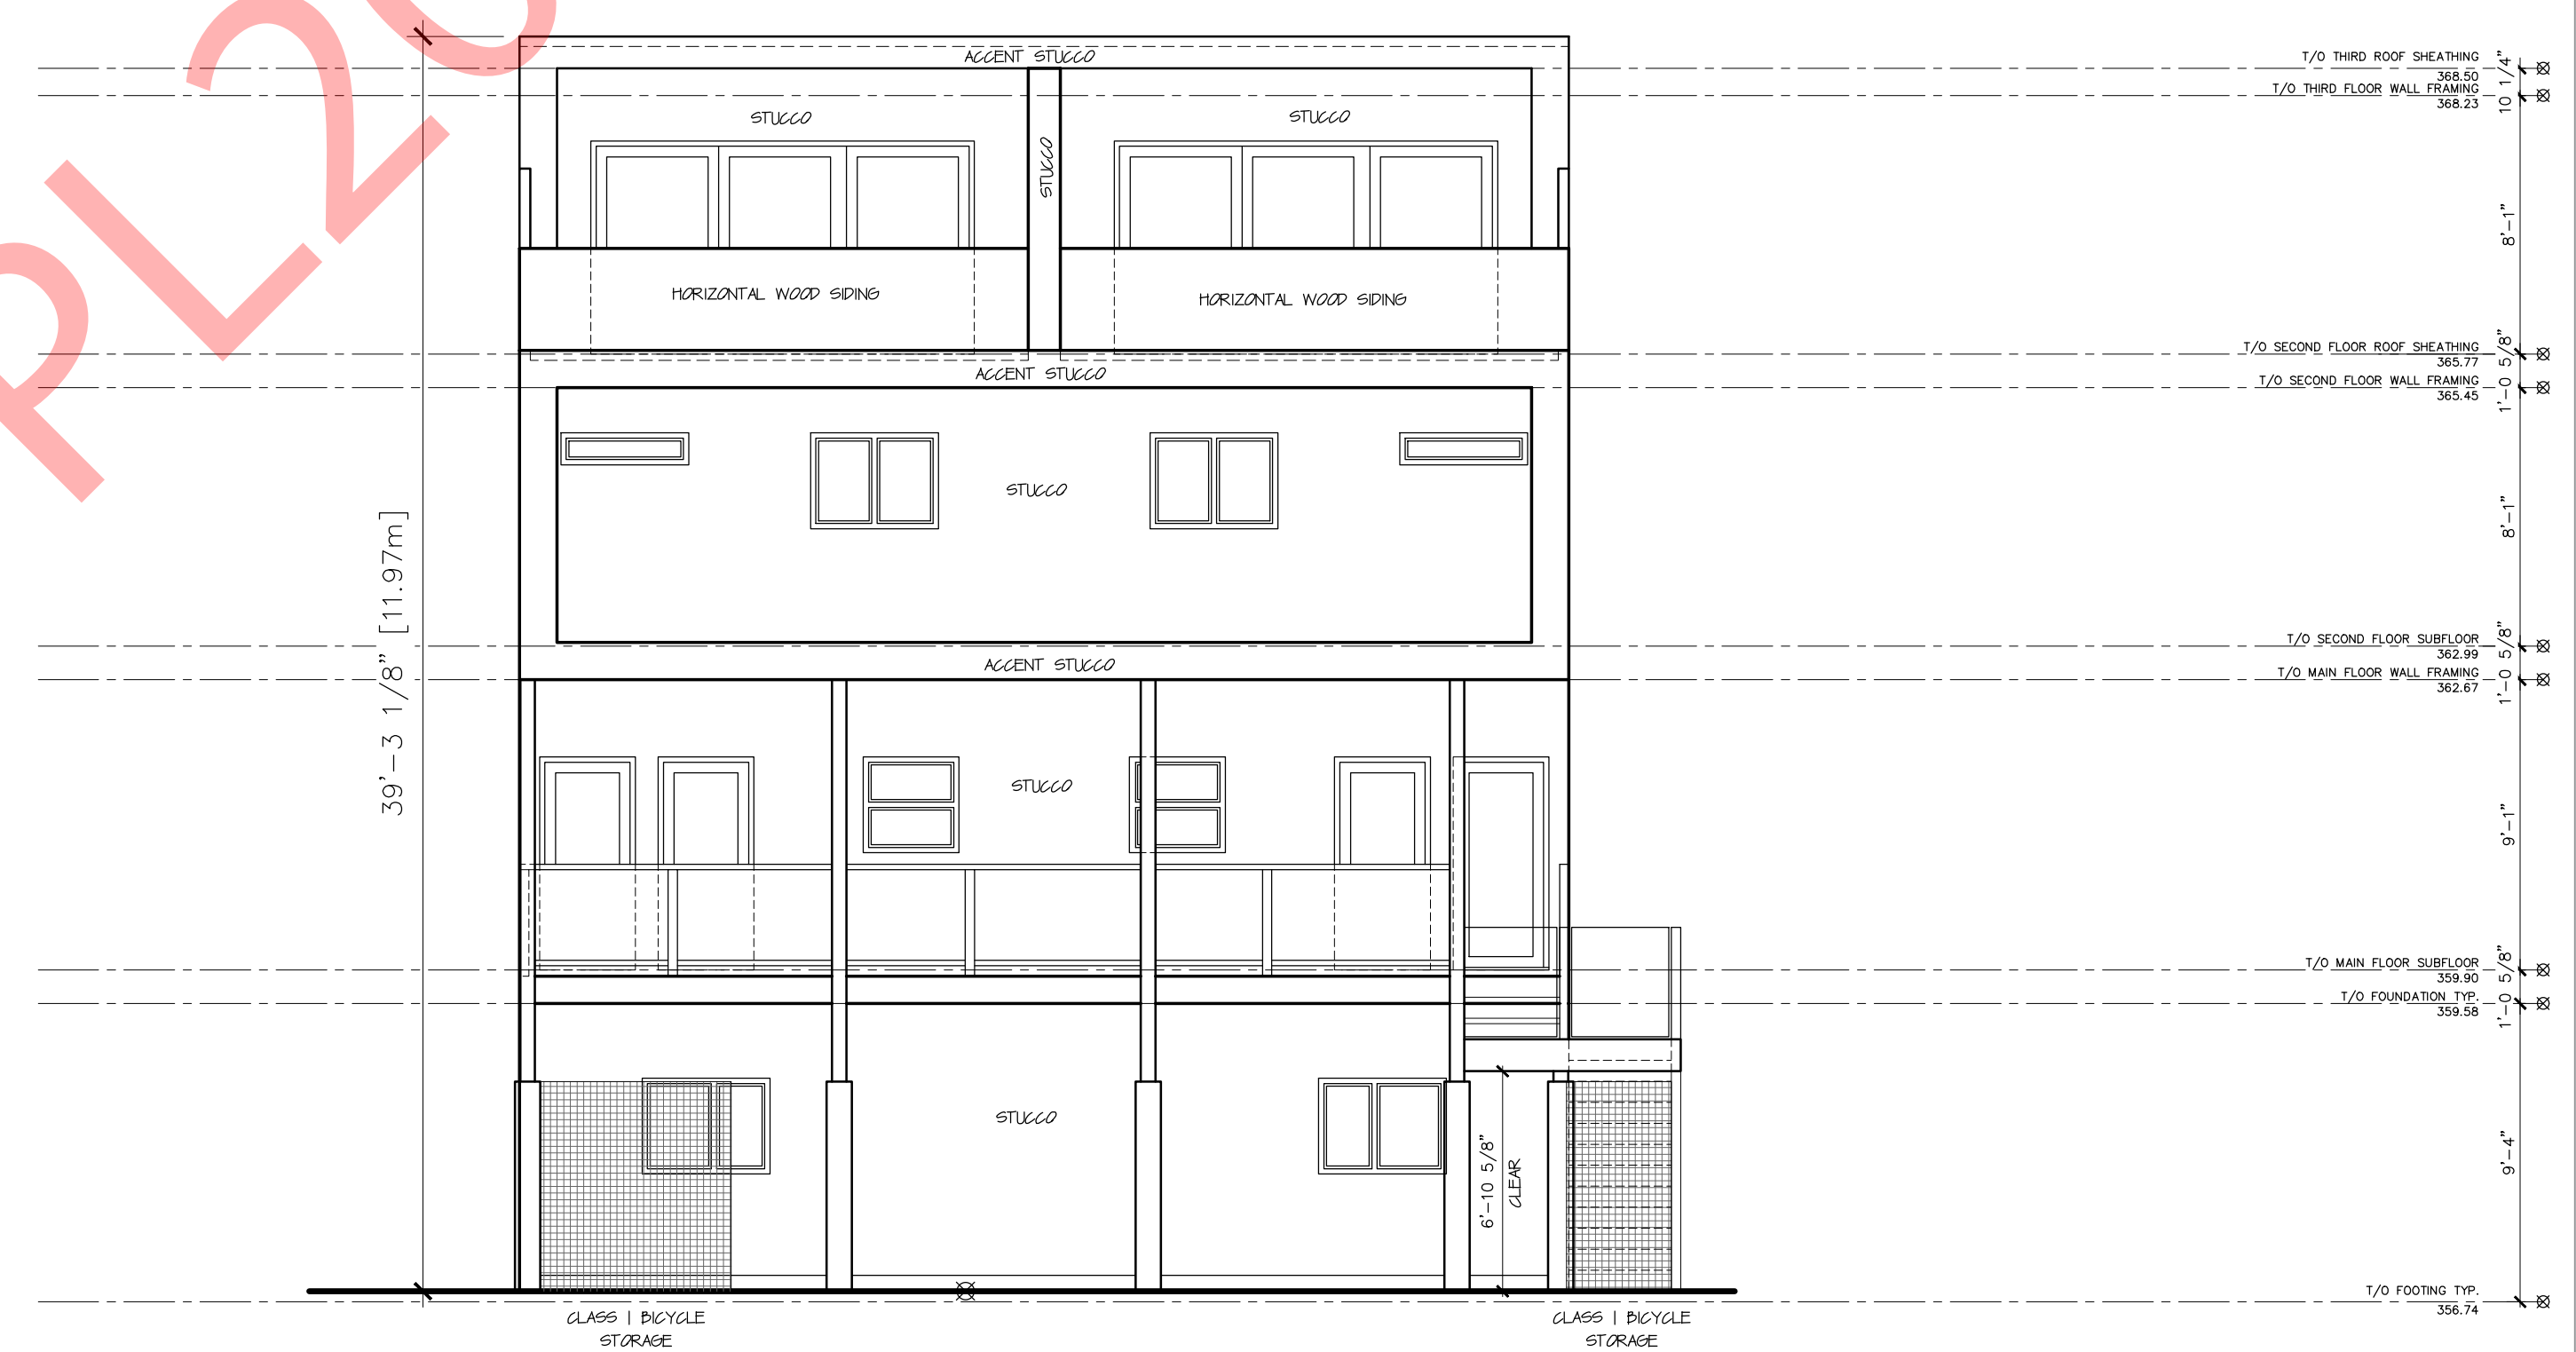 PL20
ACCENT STUCCO
T/O THIRD ROOF SHEATHING
368.50
10 1/4"
T/O THIRD FLOOR WALL FRAMING
368.23
STUCCO
STUCCO
STUCCO
8'-1"
HORIZONTAL WOOD SIDING
HORIZONTAL WOOD SIDING
T/O SECOND FLOOR ROOF SHEATHING
365.77
1'-0 5/8"
ACCENT STUCCO
T/O SECOND FLOOR WALL FRAMING
365.45
STUCCO
8'-1"
39'-3 1/8" [11.97m]
T/O SECOND FLOOR SUBFLOOR
362.99
1'-0 5/8"
ACCENT STUCCO
T/O MAIN FLOOR WALL FRAMING
362.67
STUCCO
9'-1"
T/O MAIN FLOOR SUBFLOOR
359.90
1'-0 5/8"
T/O FOUNDATION TYP.
359.58
STUCCO
6'-10 5/8"
CLEAR
9'-4"
T/O FOOTING TYP.
356.74
CLASS | BICYCLE
STORAGE
CLASS | BICYCLE
STORAGE